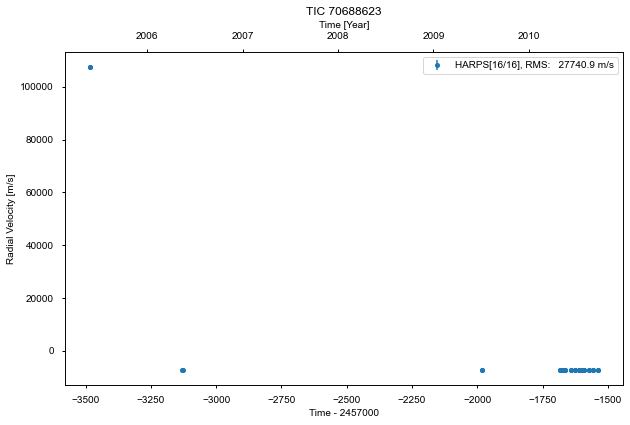 TIC 70688623
Time [Year]
2006 2007 2008 2009 2010
HARPS[16/16], RMS: 27740.9 m/s
100000
80000
60000
40000
20000
0
Radial Velocity [m/s]
−3500 −3250 −3000 −2750 −2500 −2250 −2000 −1750 −1500
Time - 2457000